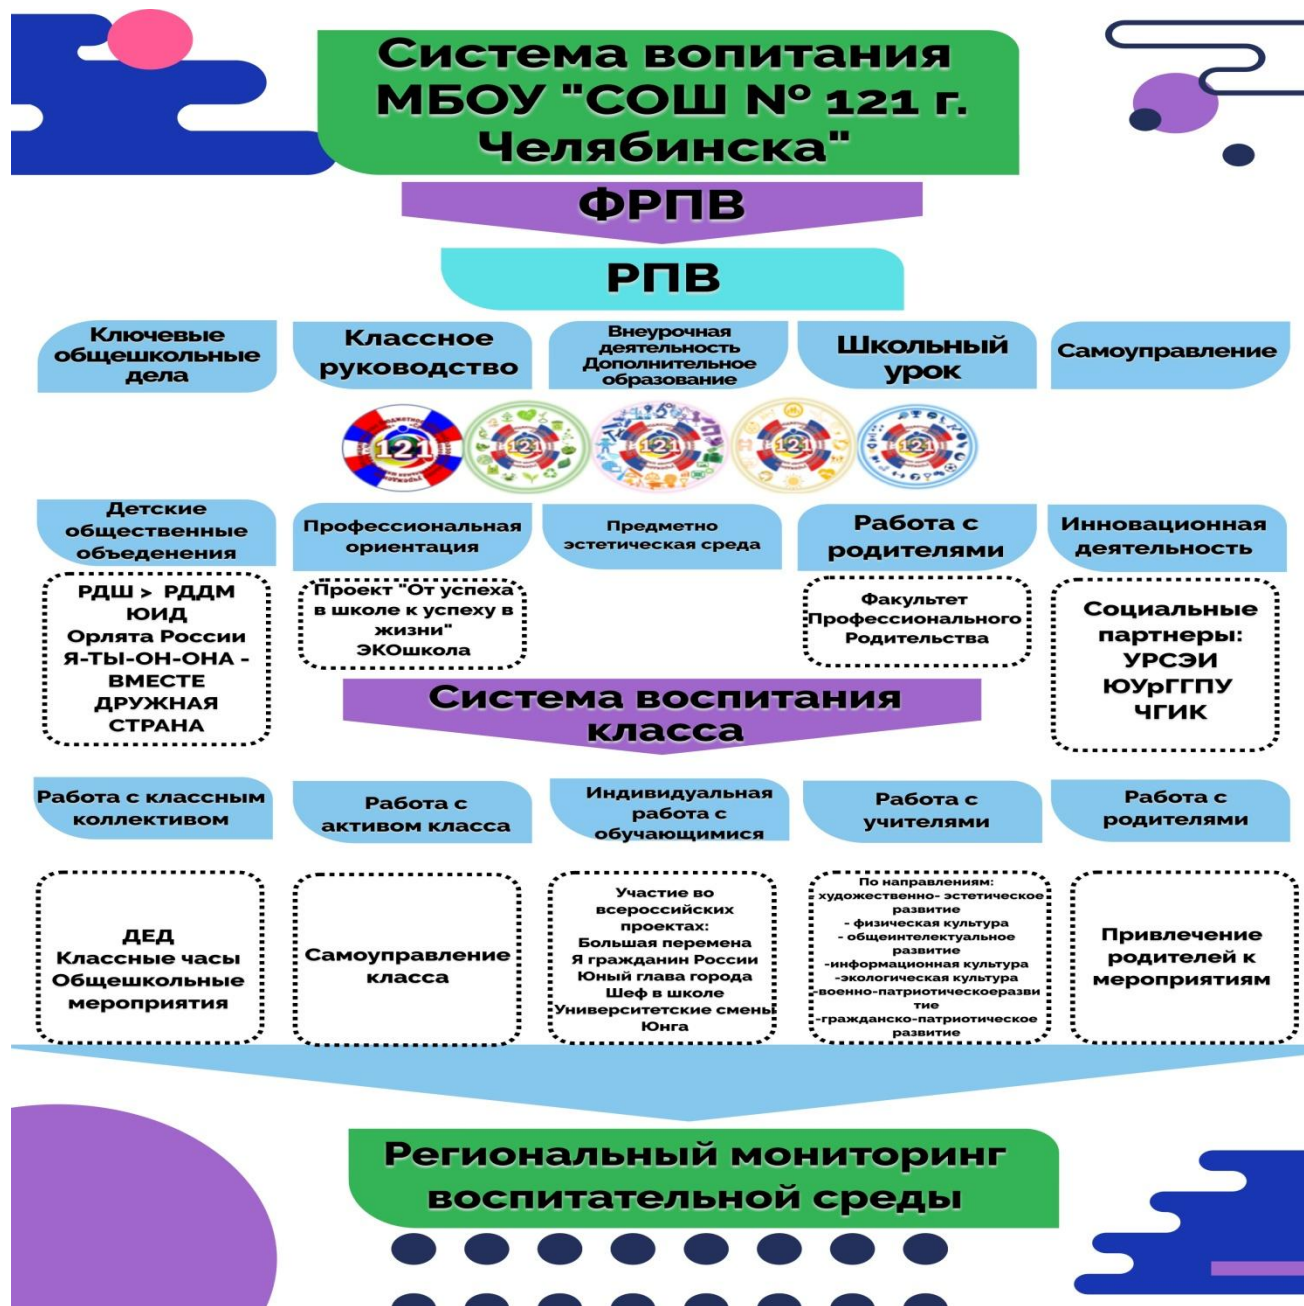 Система вопитания
МБОУ "СОШ № 121 г.
Челябинска"
ФРПВ
РПВ
Ключевые
общешкольные
дела
Классное
руководство
Внеурочная
деятельность
Дополнительное
образование
Школьный
урок
Самоуправление
121
121
121
121
121
Детские
общественные
объеденения
Профессиональная
ориентация
Предметно
эстетическая среда
Работа с
родителями
Инновационная
деятельность
РДШ > РДДМ
ЮИД
Орлята России
Я-ТЫ-ОН-ОНА -
ВМЕСТЕ
ДРУЖНАЯ
СТРАНА
Проект "От успеха
в школе к успеху в
жизни"
ЭКОшкола
Факультет
Профессионального
Родительства
Социальные
партнеры:
УРСЭИ
ЮУрГГПУ
ЧГИК
Система воспитания
класса
Работа с классным
коллективом
Работа с
активом класса
Индивидуальная
работа с
обучающимися
Работа с
учителями
Работа с
родителями
ДЕД
Классные часы
Общешкольные
мероприятия
Самоуправление
класса
Участие во
всероссийских
проектах:
Большая перемена
Я гражданин России
Юный глава города
Шеф в школе
Университетские смены
Юнга
По направлениям:
- художественно- эстетическое
развитие
- физическая культура
- общеинтелектуальное
развитие
-информационная культура
-экологическая культура
-военно-патриотическоеразви
тие
-гражданско-патриотическое
развитие
Привлечение
родителей к
мероприятиям
Региональный мониторинг
воспитательной среды